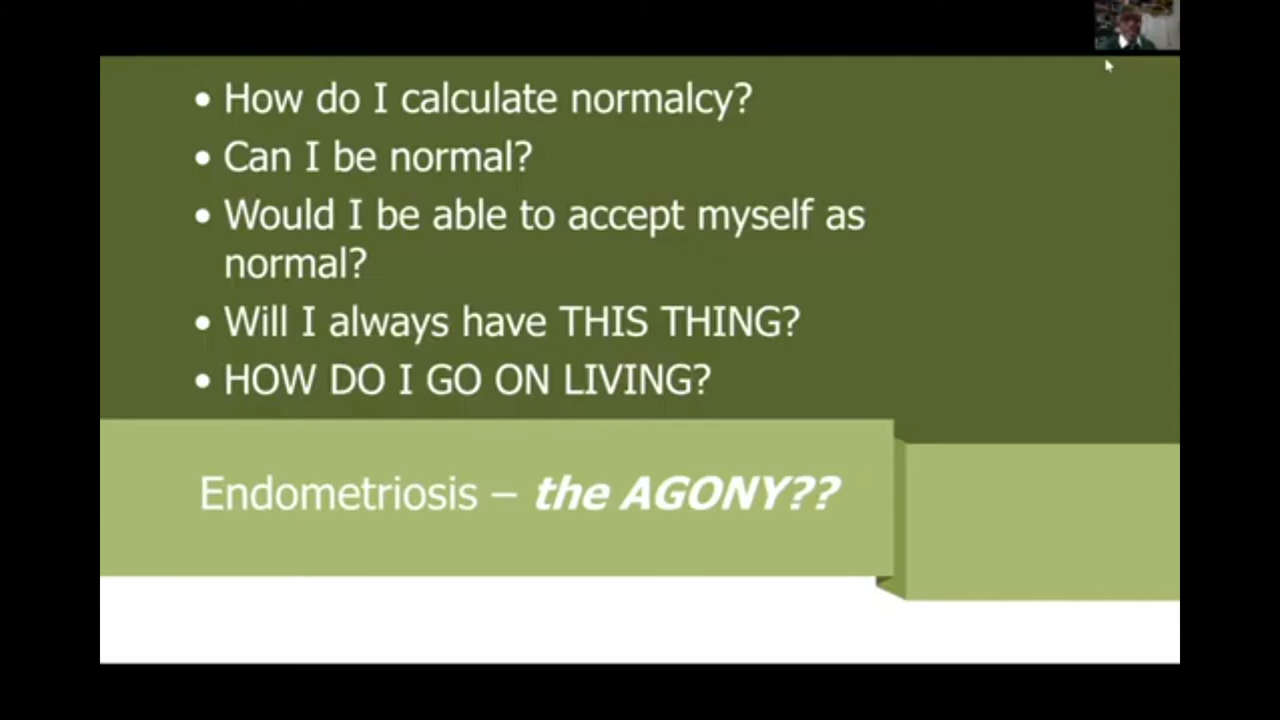 • How do I calculate normalcy?
• Can I be normal?
• Would I be able to accept myself as
normal?
• Will I always have THIS THING?
• HOW DO I GO ON LIVING?
Endometriosis – the AGONY??